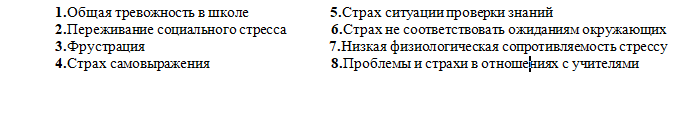 1.Общая тревожность в школе
2.Переживание социального стресса
3.Фрустрация
4.Страх самовыражения
5.Страх ситуации проверки знаний
6.Страх не соответствовать ожиданиям окружающих
7.Низкая физиологическая сопротивляемость стрессу
8.Проблемы и страхи в отношениях с учителями